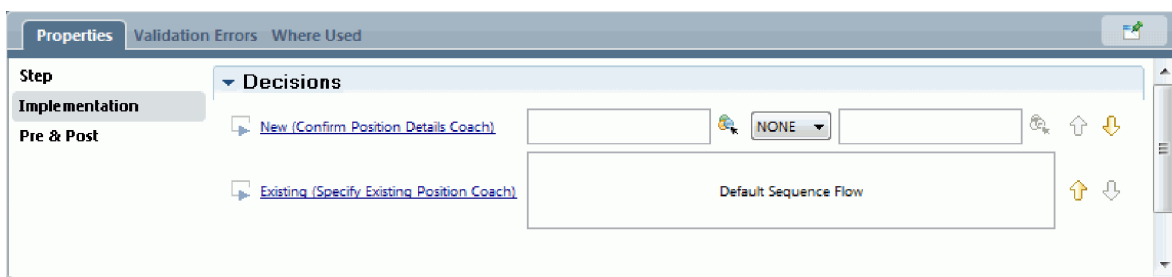 Properties Validation Errors Where Used
Step
Decisions
Implementation
New (Confirm Position Details Coach) NONE
Pre & Post
Existing (Specify Existing Position Coach) Default Sequence Flow